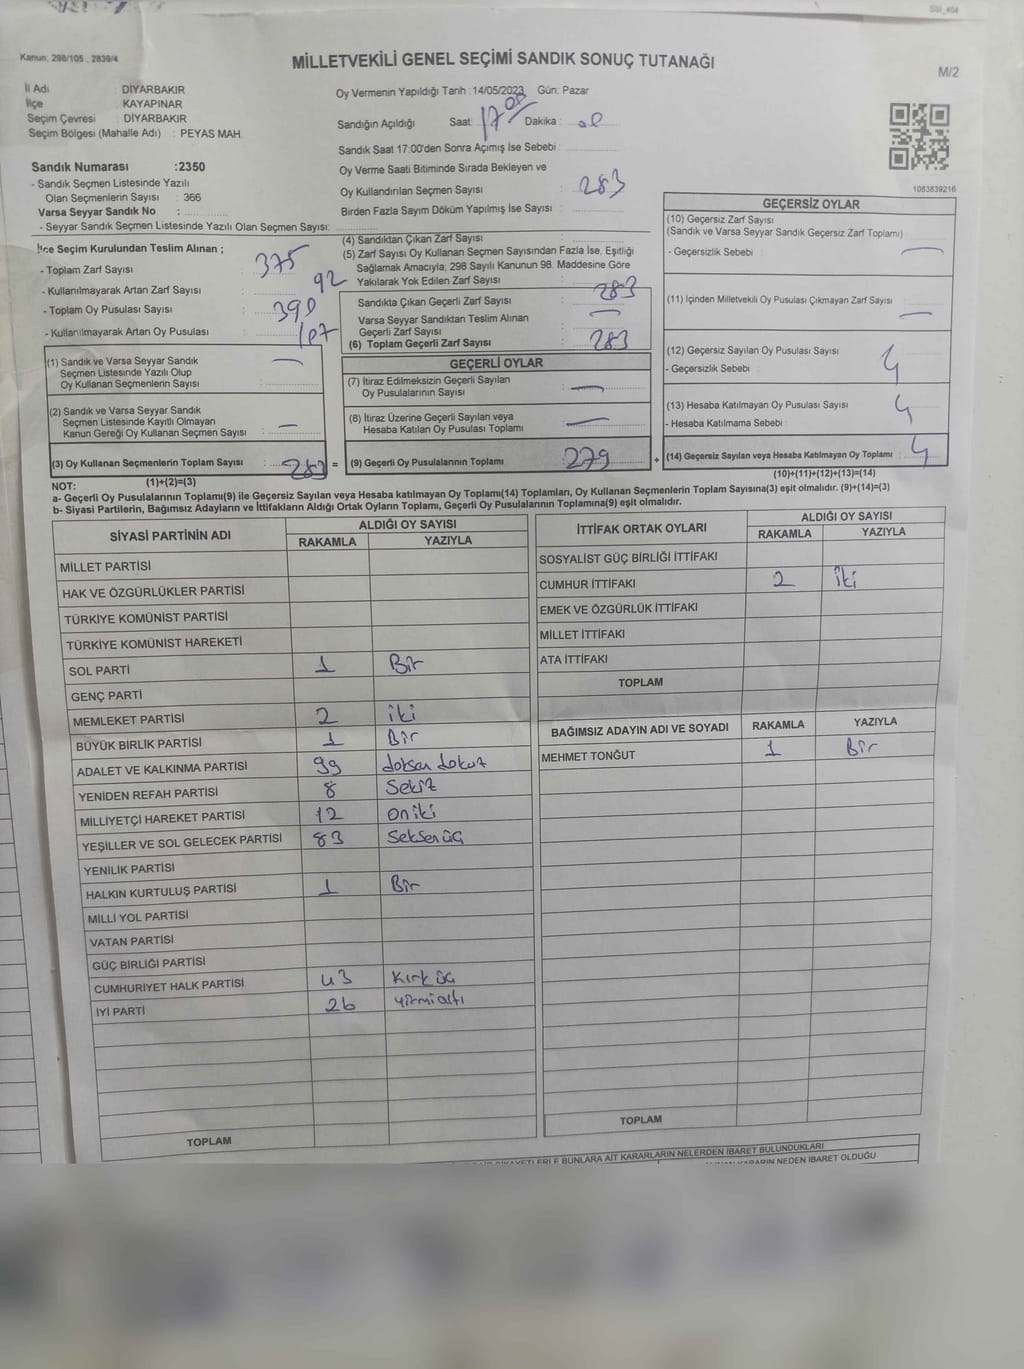 Kanun: 298/105 , 2839/4
MİLLETVEKİLİ GENEL SEÇİMİ SANDIK SONUÇ TUTANAĞI
M/2
İl Adı : DİYARBAKIR
İlçe : KAYAPINAR
Seçim Çevresi : DİYARBAKIR
Seçim Bölgesi (Mahalle Adı) : PEYAS MAH.
Oy Vermenin Yapıldığı Tarih :14/05/2023 Gün: Pazar
Sandığın Açıldığı Saat: 17 Dakika :
Sandık Saat 17:00'den Sonra Açımış İse Sebebi :
Sandık Numarası :2350
- Sandık Seçmen Listesinde Yazılı
Olan Seçmenlerin Sayısı : 366
Varsa Seyyar Sandık No :
- Seyyar Sandık Seçmen Listesinde Yazılı Olan Seçmen Sayısı:
Oy Verme Saati Bitiminde Sırada Bekleyen ve
Oy Kullandırılan Seçmen Sayısı : 283
Birden Fazla Sayım Döküm Yapılmış İse Sayısı :
1063839216
İlçe Seçim Kurulundan Teslim Alınan ;
- Toplam Zarf Sayısı : 375
- Kullanılmayarak Artan Zarf Sayısı : 92
- Toplam Oy Pusulası Sayısı : 390
- Kullanılmayarak Artan Oy Pusulası : 107
(4) Sandıktan Çıkan Zarf Sayısı :
(5) Zarf Sayısı Oy Kullanan Seçmen Sayısından Fazla İse, Eşitliği
Sağlamak Amacıyla; 298 Sayılı Kanunun 98. Maddesine Göre
Yakılarak Yok Edilen Zarf Sayısı :
Sandıkta Çıkan Geçerli Zarf Sayısı : 283
Varsa Seyyar Sandıktan Teslim Alınan
Geçerli Zarf Sayısı : —
(6) Toplam Geçerli Zarf Sayısı : 283
GEÇERSİZ OYLAR
(10) Geçersiz Zarf Sayısı
(Sandık ve Varsa Seyyar Sandık Geçersiz Zarf Toplamı)
- Geçersizlik Sebebi : —
(11) İçinden Milletvekili Oy Pusulası Çıkmayan Zarf Sayısı : —
(12) Geçersiz Sayılan Oy Pusulası Sayısı : 4
- Geçersizlik Sebebi :
(13) Hesaba Katılmayan Oy Pusulası Sayısı : 4
- Hesaba Katılmama Sebebi :
(14) Geçersiz Sayılan veya Hesaba Katılmayan Oy Toplamı : 4
(10)+(11)+(12)+(13)=(14)
(1) Sandık ve Varsa Seyyar Sandık
Seçmen Listesinde Yazılı Olup
Oy Kullanan Seçmenlerin Sayısı : —
(2) Sandık ve Varsa Seyyar Sandık
Seçmen Listesinde Kayıtlı Olmayan
Kanun Gereği Oy Kullanan Seçmen Sayısı : —
(3) Oy Kullanan Seçmenlerin Toplam Sayısı : 283 =
(1)+(2)=(3)
GEÇERLİ OYLAR
(7) İtiraz Edilmeksizin Geçerli Sayılan
Oy Pusulalarının Sayısı : —
(8) İtiraz Üzerine Geçerli Sayılan veya
Hesaba Katılan Oy Pusulası Toplamı : —
(9) Geçerli Oy Pusulalarının Toplamı : 279 +
NOT:
a- Geçerli Oy Pusulalarının Toplamı(9) ile Geçersiz Sayılan veya Hesaba katılmayan Oy Toplamı(14) Toplamları, Oy Kullanan Seçmenlerin Toplam Sayısına(3) eşit olmalıdır. (9)+(14)=(3)
b- Siyasi Partilerin, Bağımsız Adayların ve İttifakların Aldığı Ortak Oyların Toplamı, Geçerli Oy Pusulalarının Toplamına(9) eşit olmalıdır.
SİYASİ PARTİNİN ADI ALDIĞI OY SAYISI
RAKAMLA YAZIYLA
MİLLET PARTİSİ
HAK VE ÖZGÜRLÜKLER PARTİSİ
TÜRKİYE KOMÜNİST PARTİSİ
TÜRKİYE KOMÜNİST HAREKETİ
SOL PARTİ 1 Bir
GENÇ PARTİ
MEMLEKET PARTİSİ 2 iki
BÜYÜK BİRLİK PARTİSİ 1 Bir
ADALET VE KALKINMA PARTİSİ 99 doksan dokuz
YENİDEN REFAH PARTİSİ 8 Sekiz
MİLLİYETÇİ HAREKET PARTİSİ 12 oniki
YEŞİLLER VE SOL GELECEK PARTİSİ 83 Seksen üç
YENİLİK PARTİSİ
HALKIN KURTULUŞ PARTİSİ 1 Bir
MİLLİ YOL PARTİSİ
VATAN PARTİSİ
GÜÇ BİRLİĞİ PARTİSİ
CUMHURİYET HALK PARTİSİ 43 Kırk üç
İYİ PARTİ 26 yirmialtı
TOPLAM
İTTİFAK ORTAK OYLARI ALDIĞI OY SAYISI
RAKAMLA YAZIYLA
SOSYALİST GÜÇ BİRLİĞİ İTTİFAKI
CUMHUR İTTİFAKI 2 iki
EMEK VE ÖZGÜRLÜK İTTİFAKI
MİLLET İTTİFAKI
ATA İTTİFAKI
TOPLAM
BAĞIMSIZ ADAYIN ADI VE SOYADI RAKAMLA YAZIYLA
MEHMET TONĞUT 1 Bir
TOPLAM
BUNLARA AİT KARARLARIN NELERDEN İBARET BULUNDUKLARI
NEDEN İBARET OLDUĞU